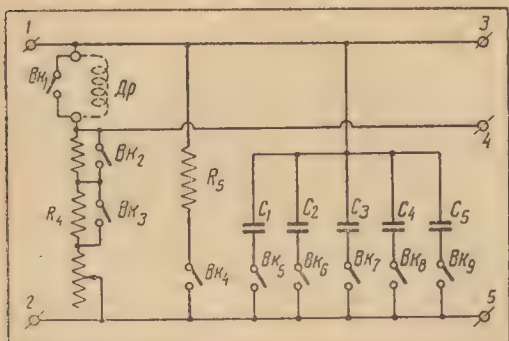 1 3
Вк₁ Др
4
Вк₂
R₄ Вк₃ R₅ C₁ C₂ C₃ C₄ C₅
Вк₄ Вк₅ Вк₆ Вк₇ Вк₈ Вк₉
2 5